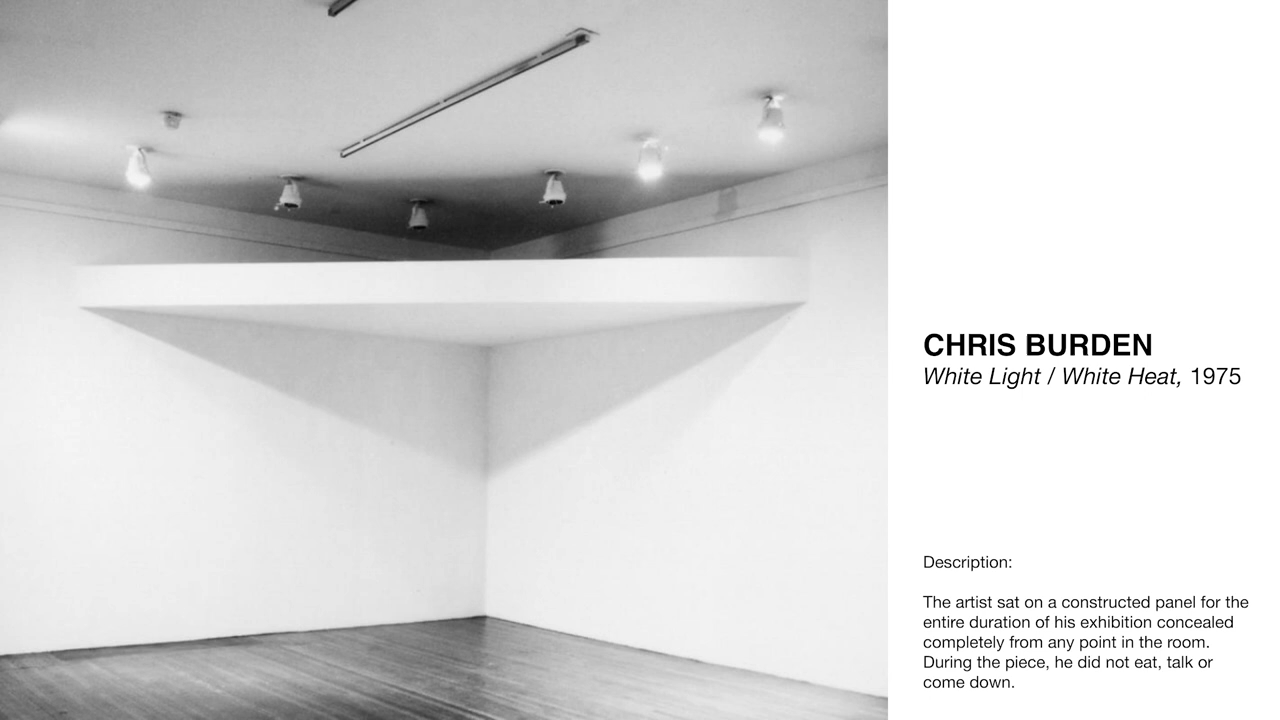 CHRIS BURDEN
White Light / White Heat, 1975
Description:
The artist sat on a constructed panel for the
entire duration of his exhibition concealed
completely from any point in the room.
During the piece, he did not eat, talk or
come down.